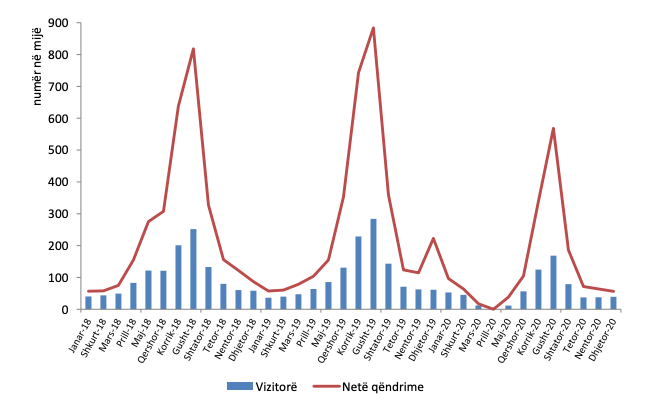 numër në mijë
900
800
700
600
500
400
300
200
100
0
Janar-18
Shkurt-18
Mars-18
Prill-18
Maj-18
Qershor-18
Korrik-18
Gusht-18
Shtator-18
Tetor-18
Nentor-18
Dhjetor-18
Janar-19
Shkurt-19
Mars-19
Prill-19
Maj-19
Qershor-19
Korrik-19
Gusht-19
Shtator-19
Tetor-19
Nentor-19
Dhjetor-19
Janar-20
Shkurt-20
Mars-20
Prill-20
Maj-20
Qershor-20
Korrik-20
Gusht-20
Shtator-20
Tetor-20
Nentor-20
Dhjetor-20
Vizitorë
Netë qëndrime